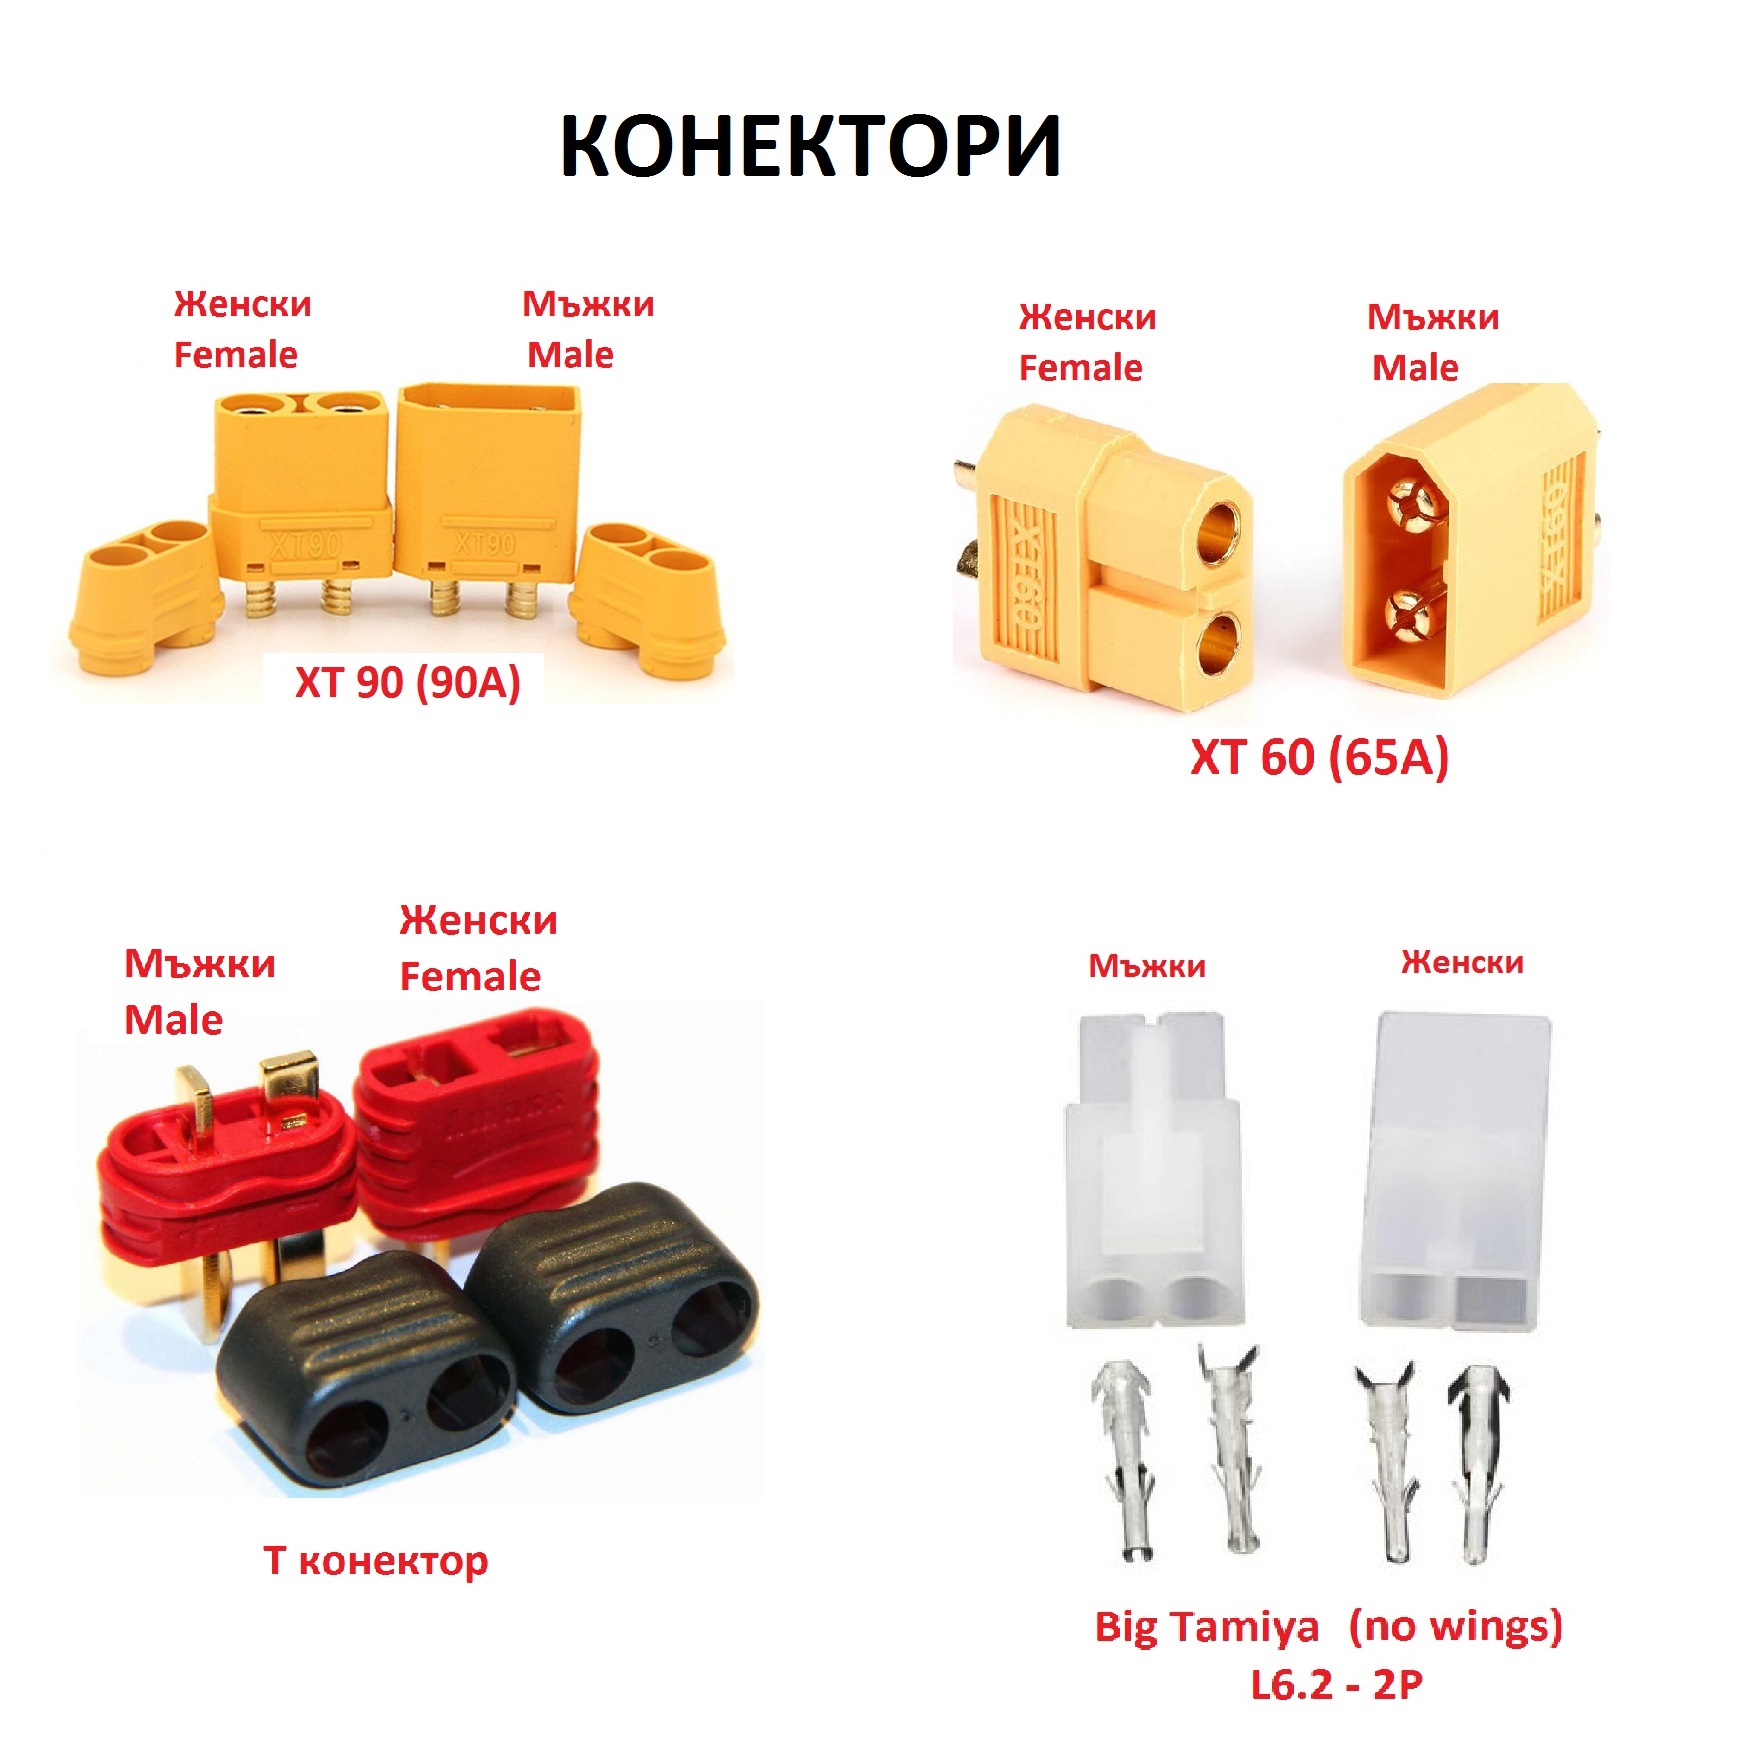 КОНЕКТОРИ
Женски
Female
Мъжки
Male
XT90
XT90
XT 90 (90A)
Женски
Female
Мъжки
Male
XT60
XT60
XT 60 (65A)
Мъжки
Male
Женски
Female
Т конектор
Мъжки
Женски
Big Tamiya (no wings)
L6.2 - 2P